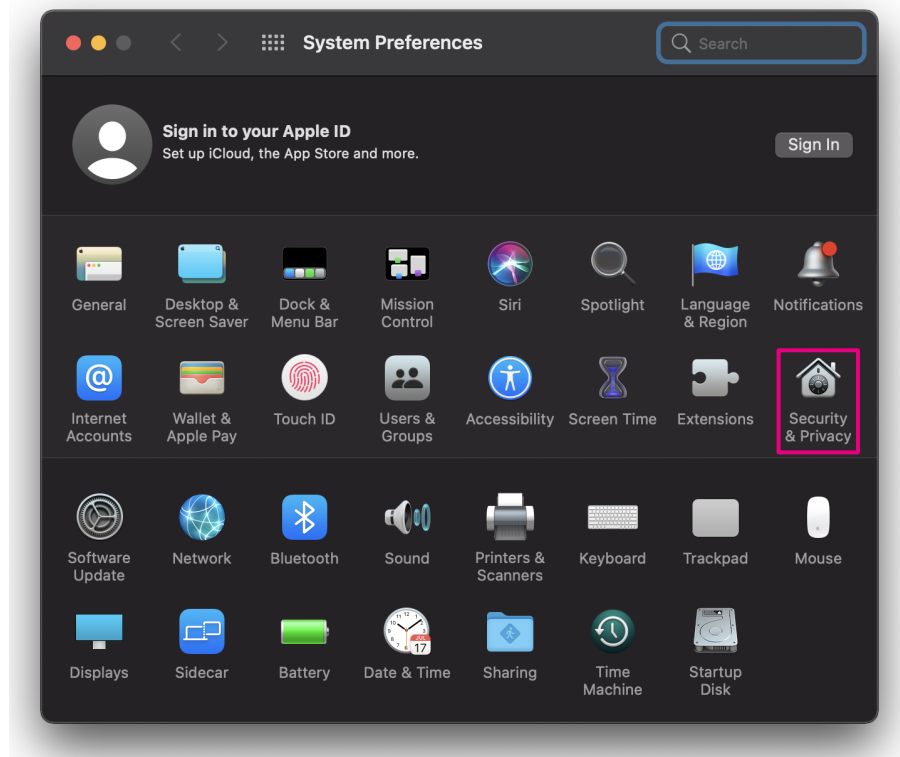 System Preferences
Search
Sign in to your Apple ID
Set up iCloud, the App Store and more.
Sign In
General
Desktop &
Screen Saver
Dock &
Menu Bar
Mission
Control
Siri
Spotlight
Language
& Region
Notifications
Internet
Accounts
Wallet &
Apple Pay
Touch ID
Users &
Groups
Accessibility
Screen Time
Extensions
Security
& Privacy
Software
Update
Network
Bluetooth
Sound
Printers &
Scanners
Keyboard
Trackpad
Mouse
Displays
Sidecar
Battery
JUL
17
Date & Time
Sharing
Time
Machine
Startup
Disk